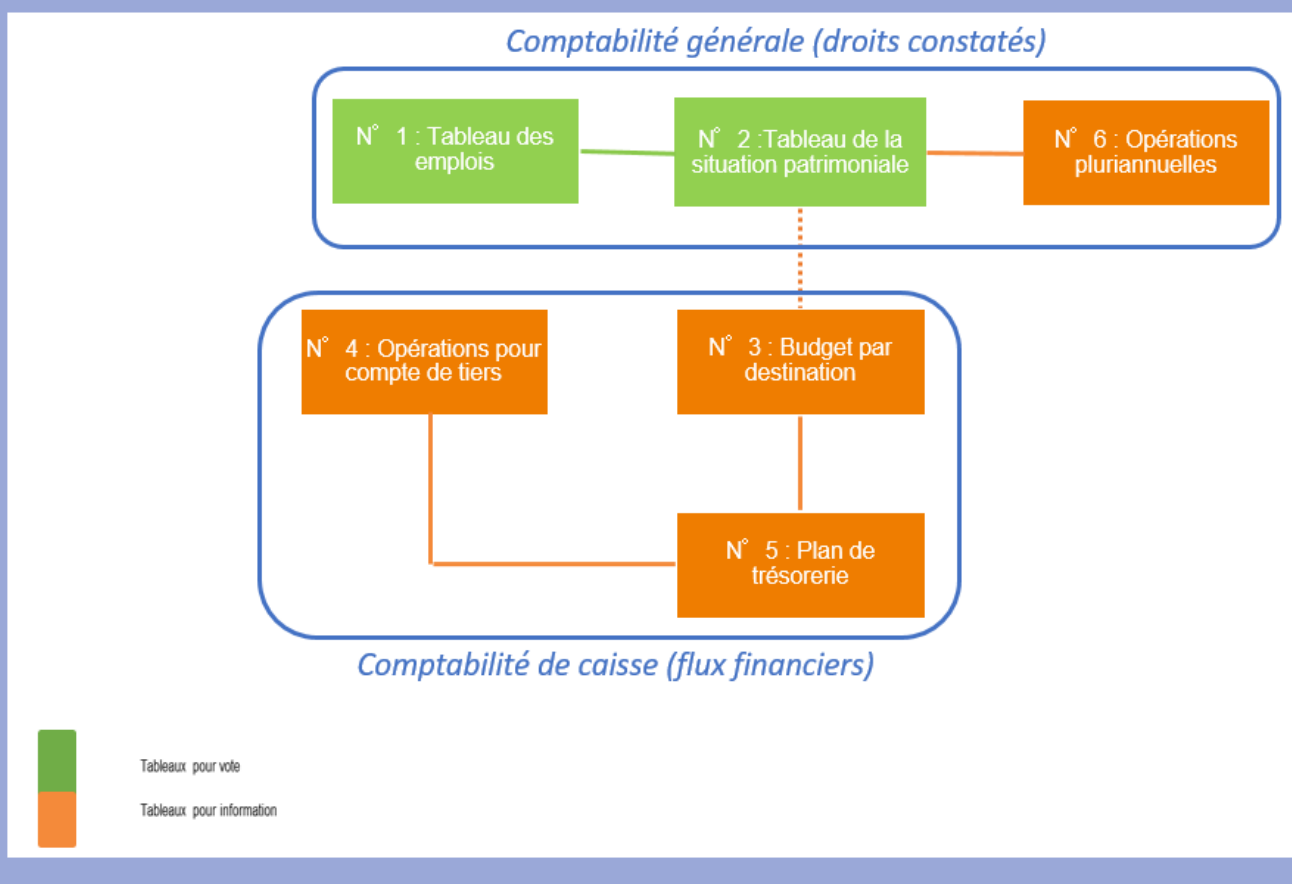 Comptabilité générale (droits constatés)
N° 1 : Tableau des
emplois
N° 2 :Tableau de la
situation patrimoniale
N° 6 : Opérations
pluriannuelles
N° 4 : Opérations pour
compte de tiers
N° 3 : Budget par
destination
N° 5 : Plan de
trésorerie
Comptabilité de caisse (flux financiers)
Tableaux pour vote
Tableaux pour information